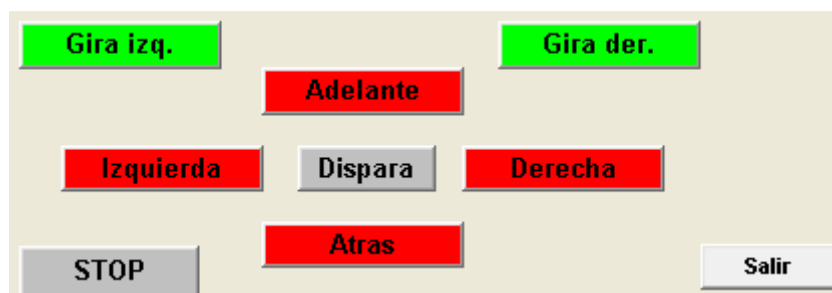 Gira izq.
Gira der.
Adelante
Izquierda
Dispara
Derecha
Atras
STOP
Salir